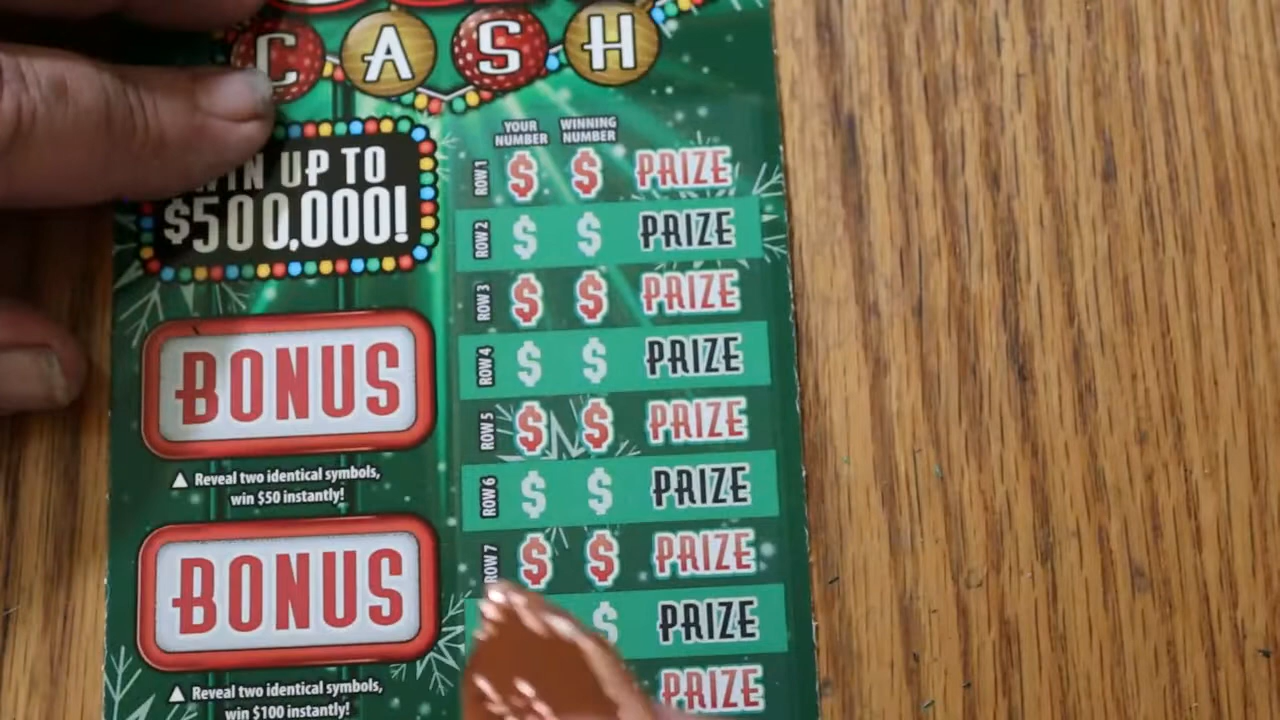 CASH
UP TO
$500,000!
YOUR NUMBER WINNING NUMBER
ROW 1 $ $ PRIZE
ROW 2 $ $ PRIZE
ROW 3 $ $ PRIZE
ROW 4 $ $ PRIZE
ROW 5 $ $ PRIZE
ROW 6 $ $ PRIZE
ROW 7 $ $ PRIZE
$ PRIZE
PRIZE
BONUS
Reveal two identical symbols,
win $50 instantly!
BONUS
Reveal two identical symbols,
win $100 instantly!